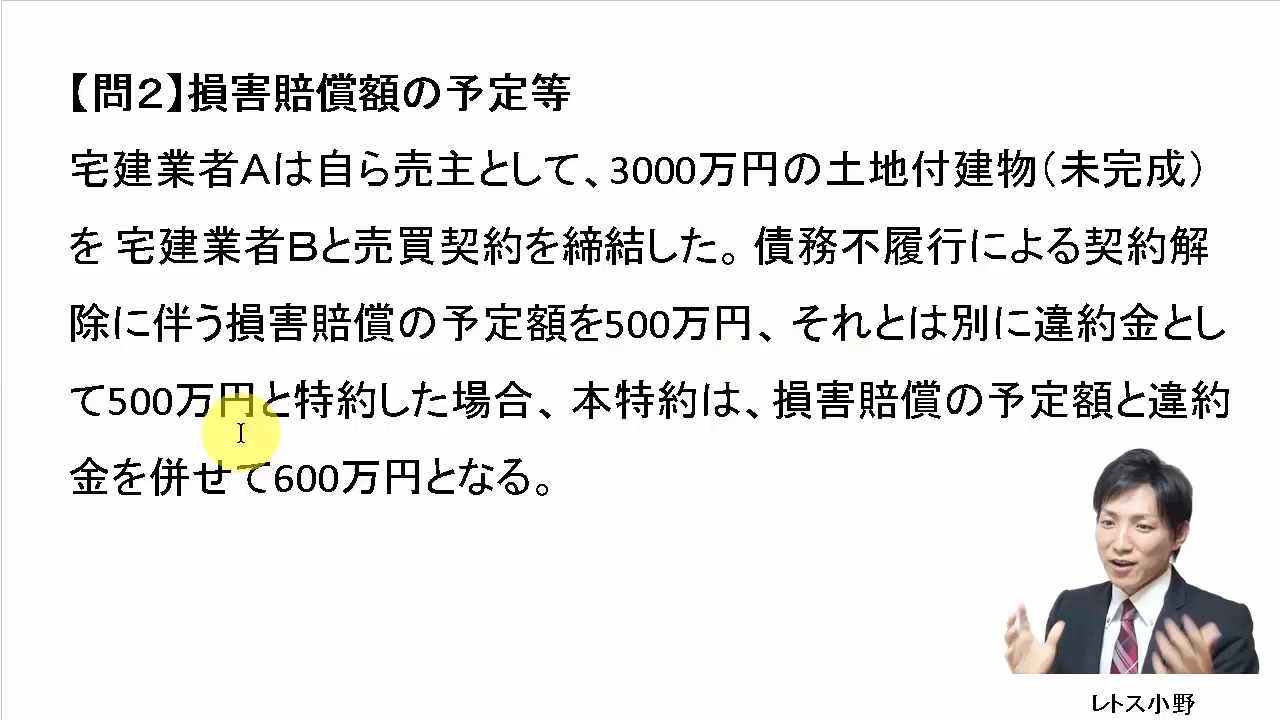 【問２】損害賠償額の予定等
宅建業者Ａは自ら売主として、3000万円の土地付建物（未完成）
を 宅建業者Ｂと売買契約を締結した。債務不履行による契約解
除に伴う損害賠償の予定額を500万円、それとは別に違約金とし
て500万円と特約した場合、本特約は、損害賠償の予定額と違約
金を併せて600万円となる。
レトス小野